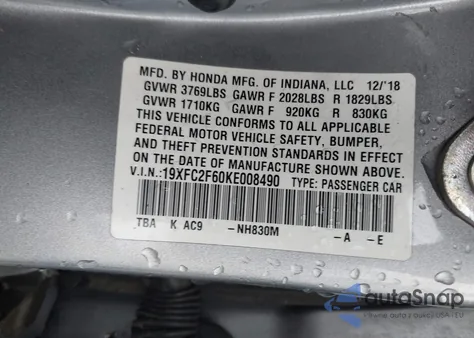 MFD. BY HONDA MFG. OF INDIANA, LLC 12/'18
GVWR 3769LBS GAWR F 2028LBS R 1829LBS
GVWR 1710KG GAWR F 920KG R 830KG
THIS VEHICLE CONFORMS TO ALL APPLICABLE
FEDERAL MOTOR VEHICLE SAFETY, BUMPER,
AND THEFT PREVENTION STANDARDS IN EFFECT
ON THE DATE OF MANUFACTURE SHOWN ABOVE.
V.I.N.:19XFC2F60KE008490 TYPE: PASSENGER CAR
TBA K AC9 -NH830M -A -E
autoSnap
USA i EU